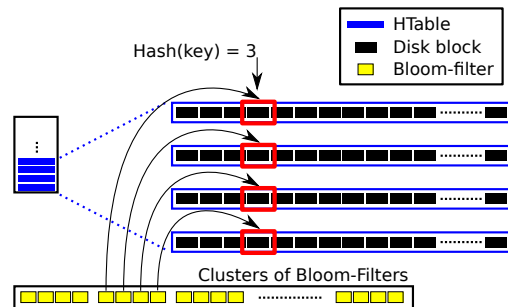 HTable
Hash(key) = 3
Disk block
Bloom-filter
Clusters of Bloom-Filters